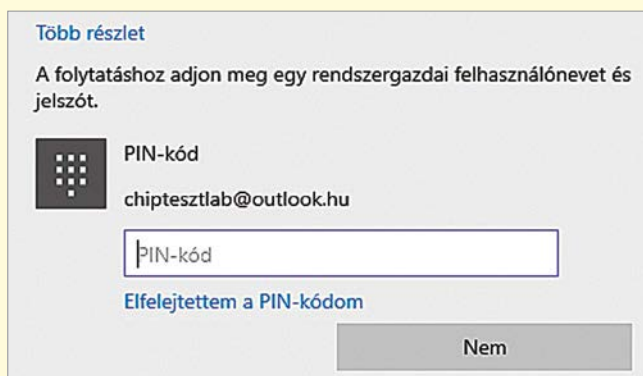 Több részlet
A folytatáshoz adjon meg egy rendszergazdai felhasználónevet és
jelszót.
PIN-kód
chiptesztlab@outlook.hu
PIN-kód
Elfelejtettem a PIN-kódom
Nem